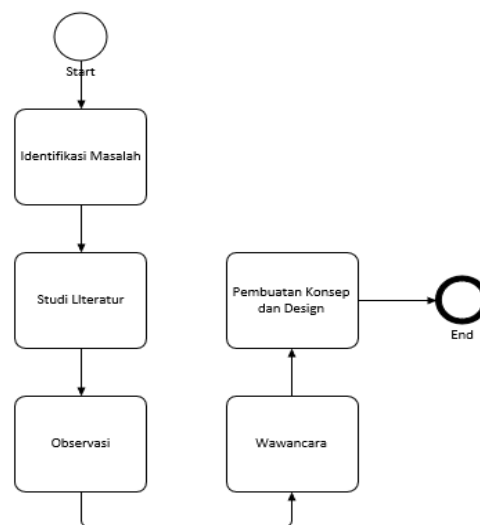 Start
Identifikasi Masalah
Studi LIteratur
Observasi
Wawancara
Pembuatan Konsep
dan Design
End